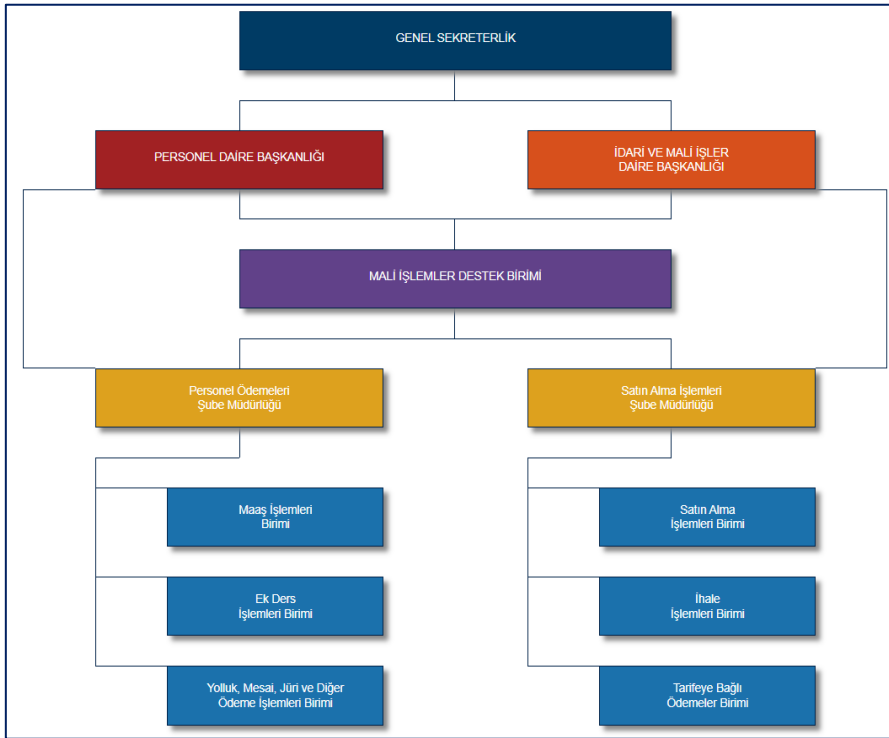 GENEL SEKRETERLİK
PERSONEL DAİRE BAŞKANLIĞI
İDARİ VE MALİ İŞLER
DAİRE BAŞKANLIĞI
MALİ İŞLEMLER DESTEK BİRİMİ
Personel Ödemeleri
Şube Müdürlüğü
Satın Alma İşlemleri
Şube Müdürlüğü
Maaş İşlemleri
Birimi
Satın Alma
İşlemleri Birimi
Ek Ders
İşlemleri Birimi
İhale
İşlemleri Birimi
Yolluk, Mesai, Jüri ve Diğer
Ödeme İşlemleri Birimi
Tarifeye Bağlı
Ödemeler Birimi